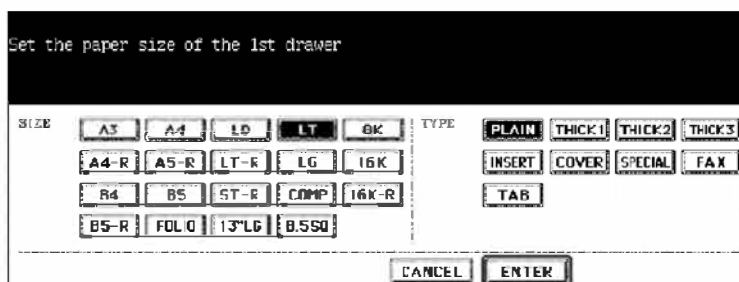 Set the paper size of the 1st drawer
SIZE A3 A4 LD LT 8K TYPE PLAIN THICK1 THICK2 THICK3
A4-R A5-R LT-R LG 16K INSERT COVER SPECIAL FAX
B4 B5 ST-R COMP 16K-R TAB
B5-R FOLIO 13"LG 8.5SQ
CANCEL ENTER